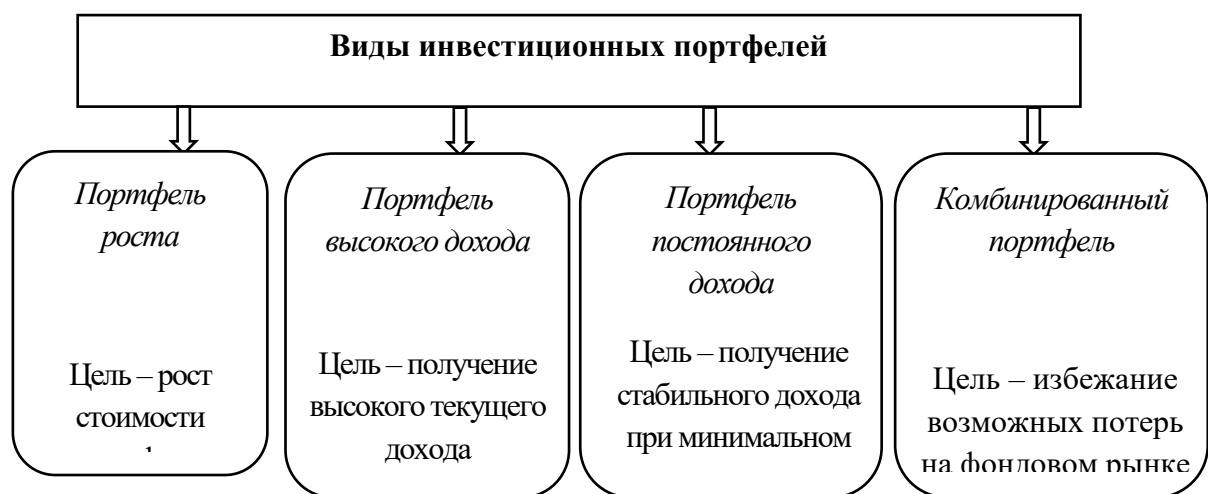 Виды инвестиционных портфелей
Портфель
роста
Цель – рост
стоимости
Портфель
высокого дохода
Цель – получение
высокого текущего
дохода
Портфель
постоянного
дохода
Цель – получение
стабильного дохода
при минимальном
Комбинированный
портфель
Цель – избежание
возможных потерь
на фондовом рынке